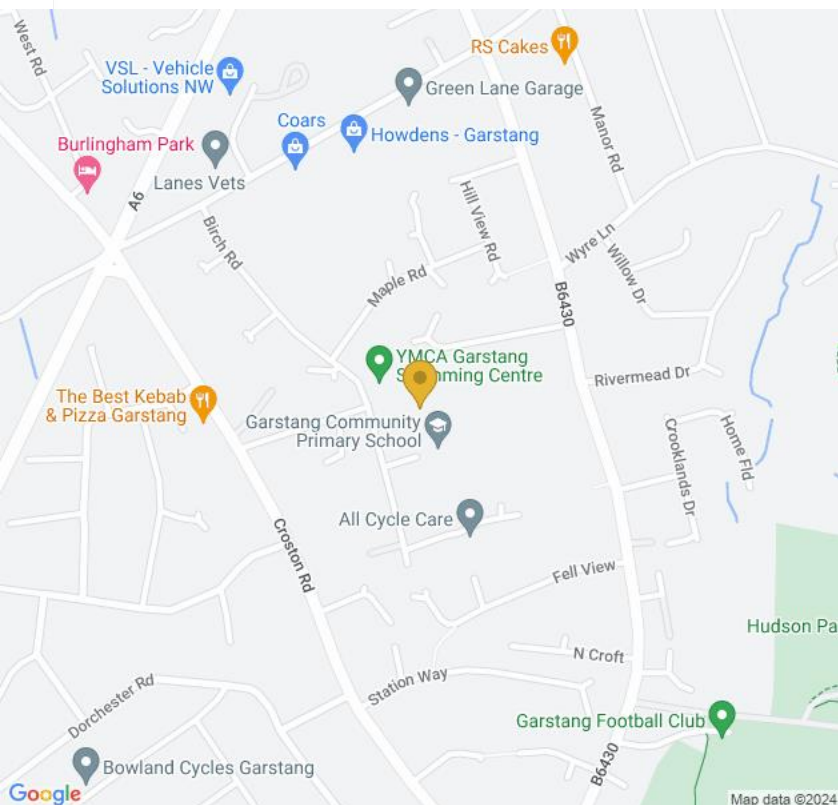 West Rd
RS Cakes
VSL - Vehicle
Solutions NW
Green Lane Garage
Coars
Howdens - Garstang
Manor Rd
Burlingham Park
Lanes Vets
A6
Hill View Rd
Birch Rd
Wyre Ln
Willow Dr
Maple Rd
B6430
YMCA Garstang
Swimming Centre
Rivermead Dr
The Best Kebab
& Pizza Garstang
Garstang Community
Primary School
Home Fld
Crooklands Dr
All Cycle Care
Croston Rd
Fell View
Hudson Pa
N Croft
Station Way
Dorchester Rd
Garstang Football Club
B6430
Bowland Cycles Garstang
Google
Map data ©2024